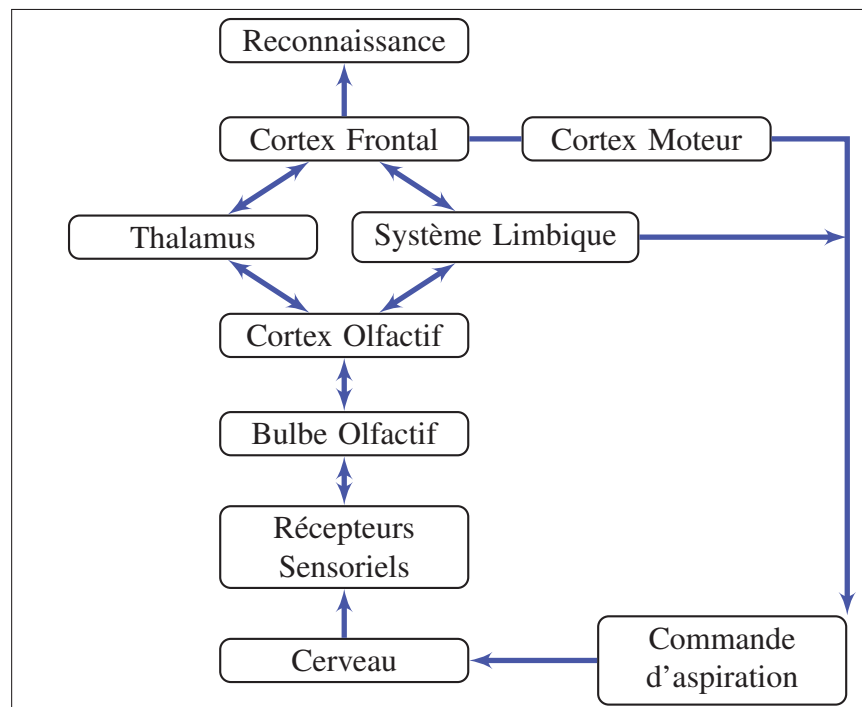 Reconnaissance
Cortex Frontal
Cortex Moteur
Thalamus
Système Limbique
Cortex Olfactif
Bulbe Olfactif
Récepteurs
Sensoriels
Cerveau
Commande
d'aspiration